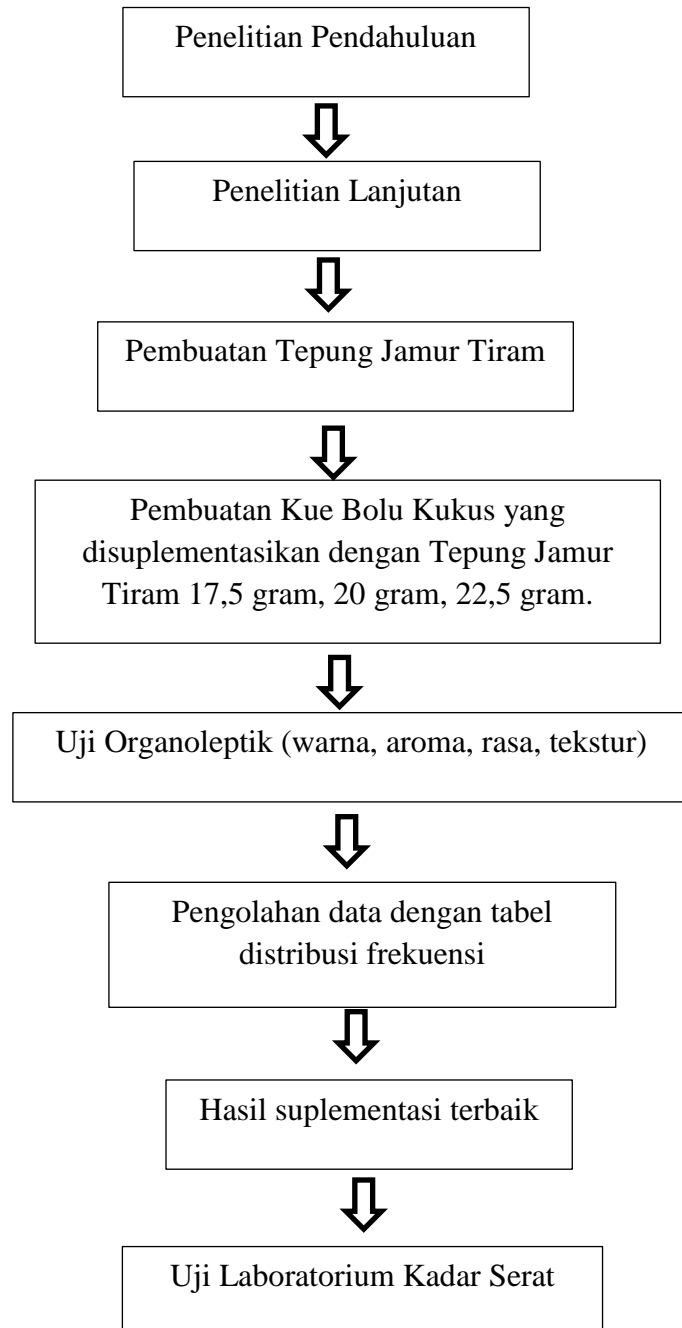 Penelitian Pendahuluan
Penelitian Lanjutan
Pembuatan Tepung Jamur Tiram
Pembuatan Kue Bolu Kukus yang
disuplementasikan dengan Tepung Jamur
Tiram 17,5 gram, 20 gram, 22,5 gram.
Uji Organoleptik (warna, aroma, rasa, tekstur)
Pengolahan data dengan tabel
distribusi frekuensi
Hasil suplementasi terbaik
Uji Laboratorium Kadar Serat